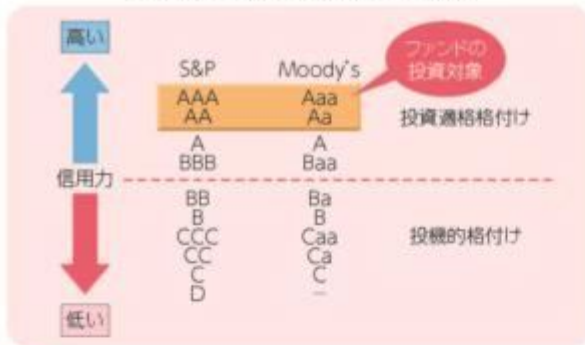 高い
ファンドの
投資対象
S&P Moody's
AAA Aaa
AA Aa
投資適格格付け
A A
BBB Baa
信用力
BB Ba
B B
CCC Caa
投機的格付け
CC Ca
C C
D –
低い